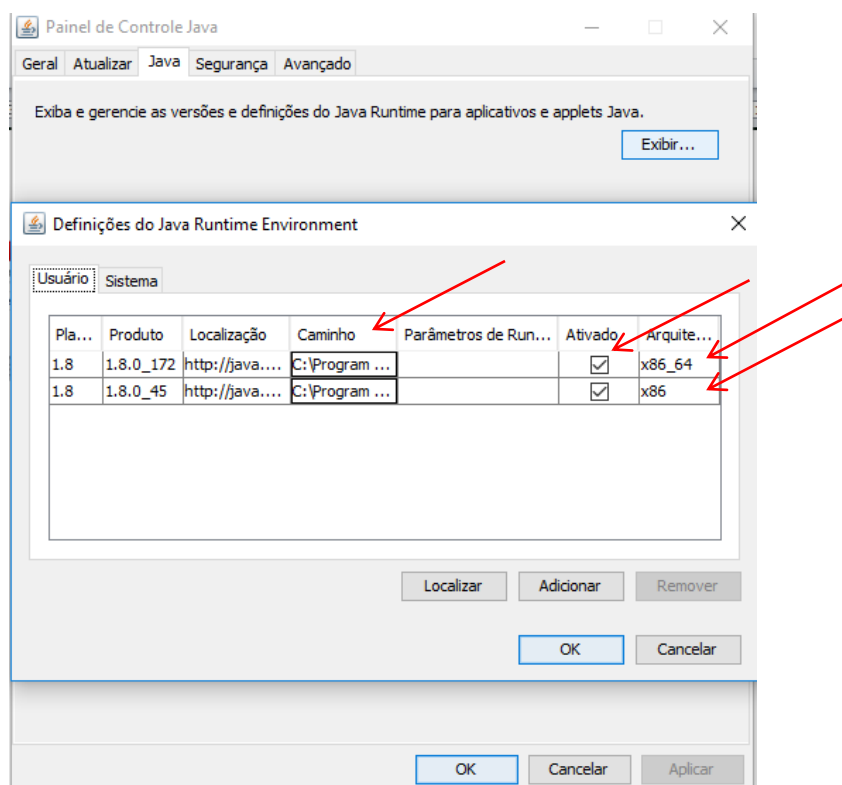 Painel de Controle Java
Geral Atualizar Java Segurança Avançado
Exiba e gerencie as versões e definições do Java Runtime para aplicativos e applets Java.
Exibir...
Definições do Java Runtime Environment
Usuário Sistema
Pla... Produto Localização Caminho Parâmetros de Run... Ativado Arquite...
1.8 1.8.0_172 http://java.... C:\Program ... x86_64
1.8 1.8.0_45 http://java.... C:\Program ... x86
Localizar Adicionar Remover
OK Cancelar
OK Cancelar Aplicar